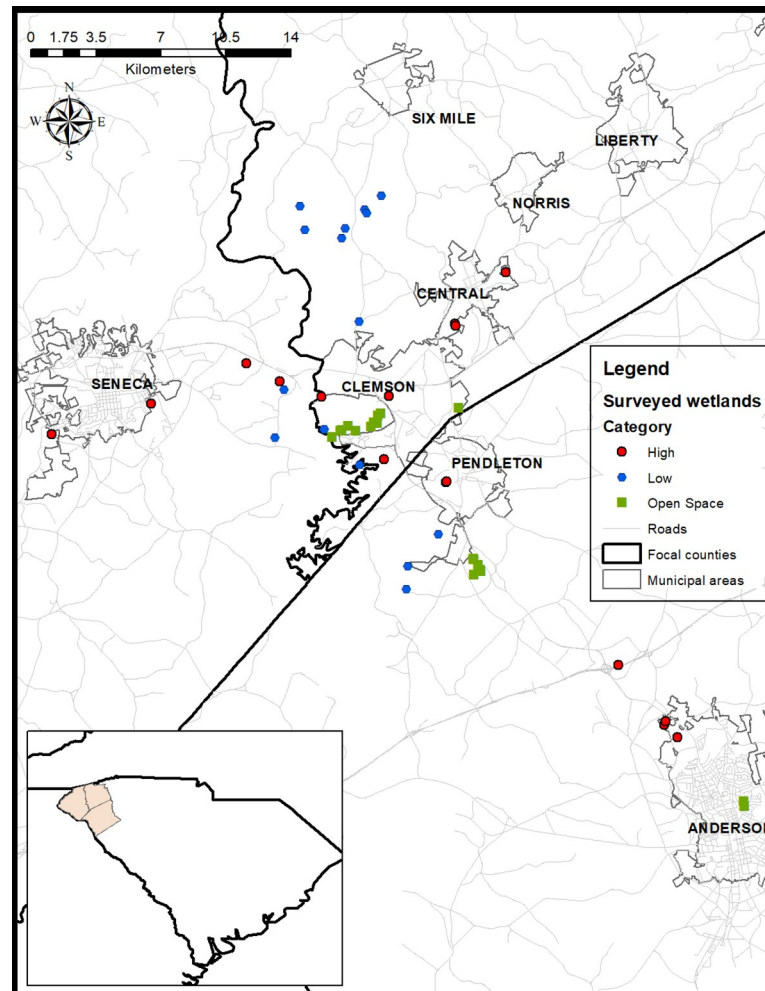 0 1.75 3.5 7 10.5 14
Kilometers
N
W E
S
SIX MILE
LIBERTY
NORRIS
CENTRAL
SENECA
CLEMSON
PENDLETON
Legend
Surveyed wetlands
Category
High
Low
Open Space
Roads
Focal counties
Municipal areas
ANDERSON